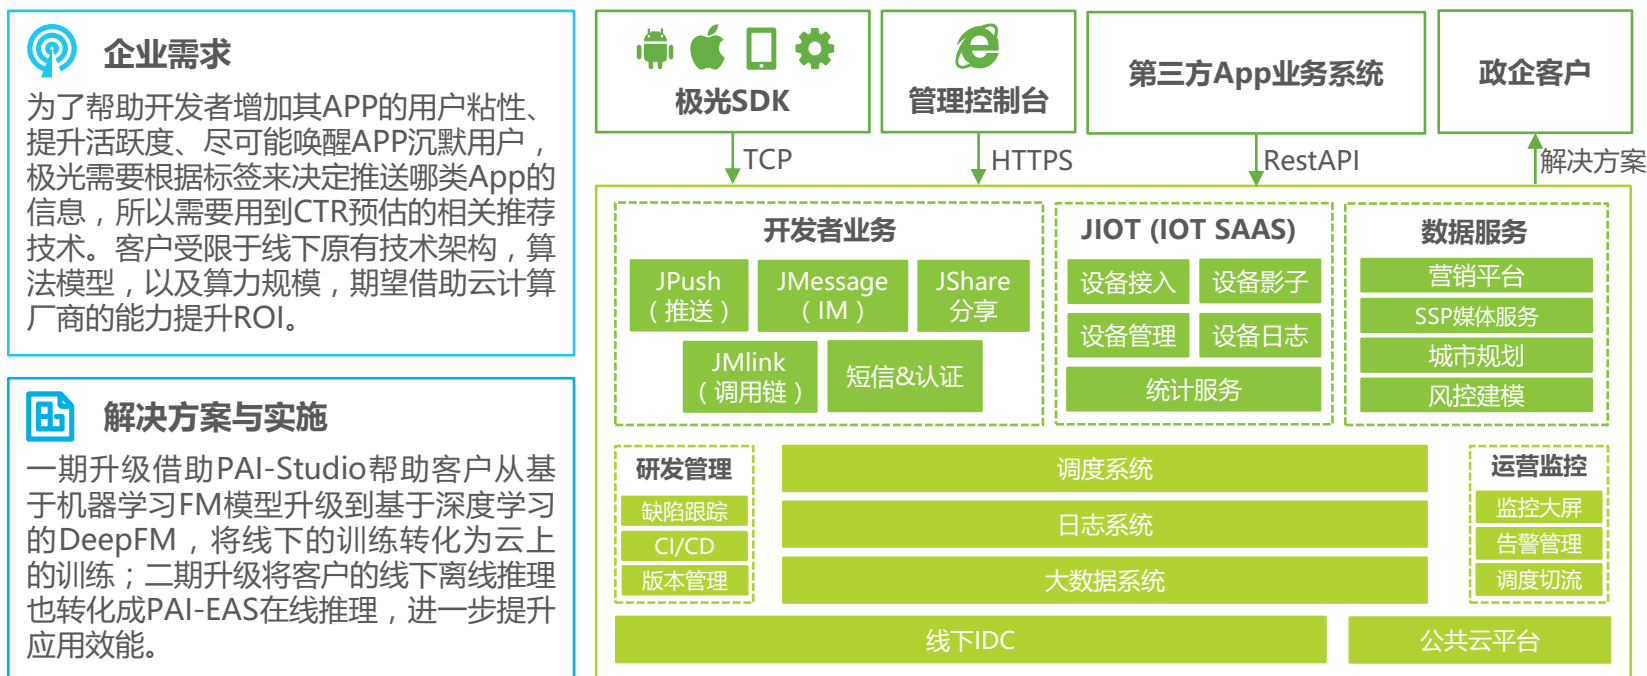 企业需求
为了帮助开发者增加其APP的用户粘性、
提升活跃度、尽可能唤醒APP沉默用户，
极光需要根据标签来决定推送哪类App的
信息，所以需要用到CTR预估的相关推荐
技术。客户受限于线下原有技术架构，算
法模型，以及算力规模，期望借助云计算
厂商的能力提升ROI。
解决方案与实施
一期升级借助PAI-Studio帮助客户从基
于机器学习FM模型升级到基于深度学习
的DeepFM，将线下的训练转化为云上
的训练；二期升级将客户的线下离线推理
也转化成PAI-EAS在线推理，进一步提升
应用效能。
极光SDK
管理控制台
第三方App业务系统
政企客户
TCP
HTTPS
RestAPI
解决方案
开发者业务
JPush
（推送）
JMessage
（IM）
JShare
分享
JMlink
（调用链）
短信&认证
JIOT (IOT SAAS)
设备接入
设备影子
设备管理
设备日志
统计服务
数据服务
营销平台
SSP媒体服务
城市规划
风控建模
研发管理
缺陷跟踪
CI/CD
版本管理
调度系统
日志系统
大数据系统
运营监控
监控大屏
告警管理
调度切流
线下IDC
公共云平台